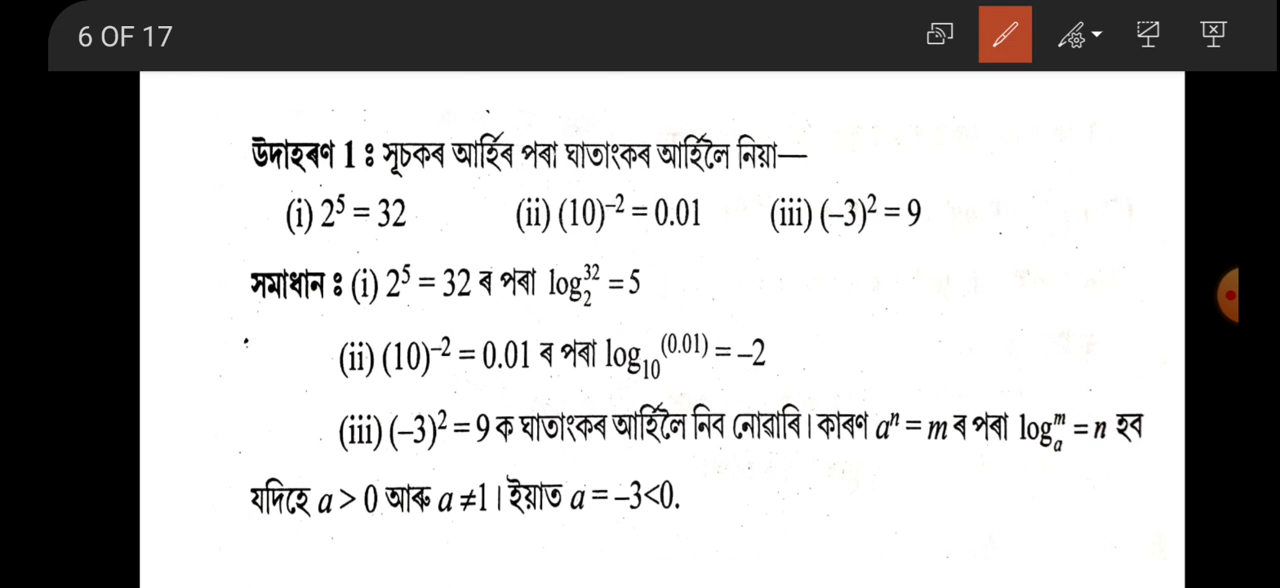 6 OF 17
উদাহৰণ 1 ঃ সূচকৰ আৰ্হিৰ পৰা ঘাতাংকৰ আৰ্হিলৈ নিয়া—
(i) 2⁵ = 32 (ii) (10)⁻² = 0.01 (iii) (–3)² = 9
সমাধান ঃ (i) 2⁵ = 32 ৰ পৰা log₂³² = 5
(ii) (10)⁻² = 0.01 ৰ পৰা log₁₀⁽⁰·⁰¹⁾ = –2
(iii) (–3)² = 9 ক ঘাতাংকৰ আৰ্হিলৈ নিব নোৱাৰি। কাৰণ aⁿ = m ৰ পৰা logₐᵐ = n হব
যদিহে a > 0 আৰু a ≠1। ইয়াত a = –3<0.